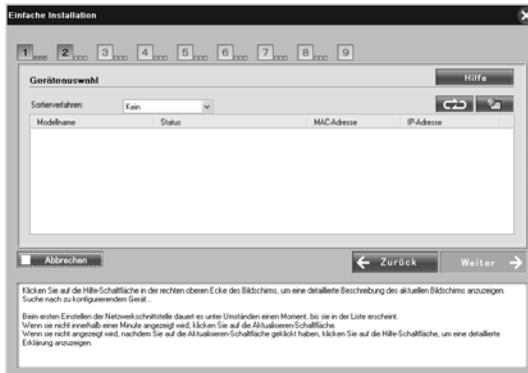 Einfache Installation
1 2 3 4 5 6 7 8 9
Geräteauswahl
Hilfe
Sortierverfahren: Kein
Modellname Status MAC-Adresse IP-Adresse
Abbrechen
Zurück
Weiter
Klicken Sie auf die Hilfe-Schaltfläche in der rechten oberen Ecke des Bildschirms, um eine detaillierte Beschreibung des aktuellen Bildschirms anzuzeigen.
Suche nach zu konfigurierendem Gerät...
Beim ersten Einstellen der Netzwerkschnittstelle dauert es unter Umständen einen Moment, bis sie in der Liste erscheint.
Wenn sie nicht innerhalb einer Minute angezeigt wird, klicken Sie auf die Aktualisieren-Schaltfläche.
Wenn sie nicht angezeigt wird, nachdem Sie auf die Aktualisieren-Schaltfläche geklickt haben, klicken Sie auf die Hilfe-Schaltfläche, um eine detaillierte
Erklärung anzuzeigen.